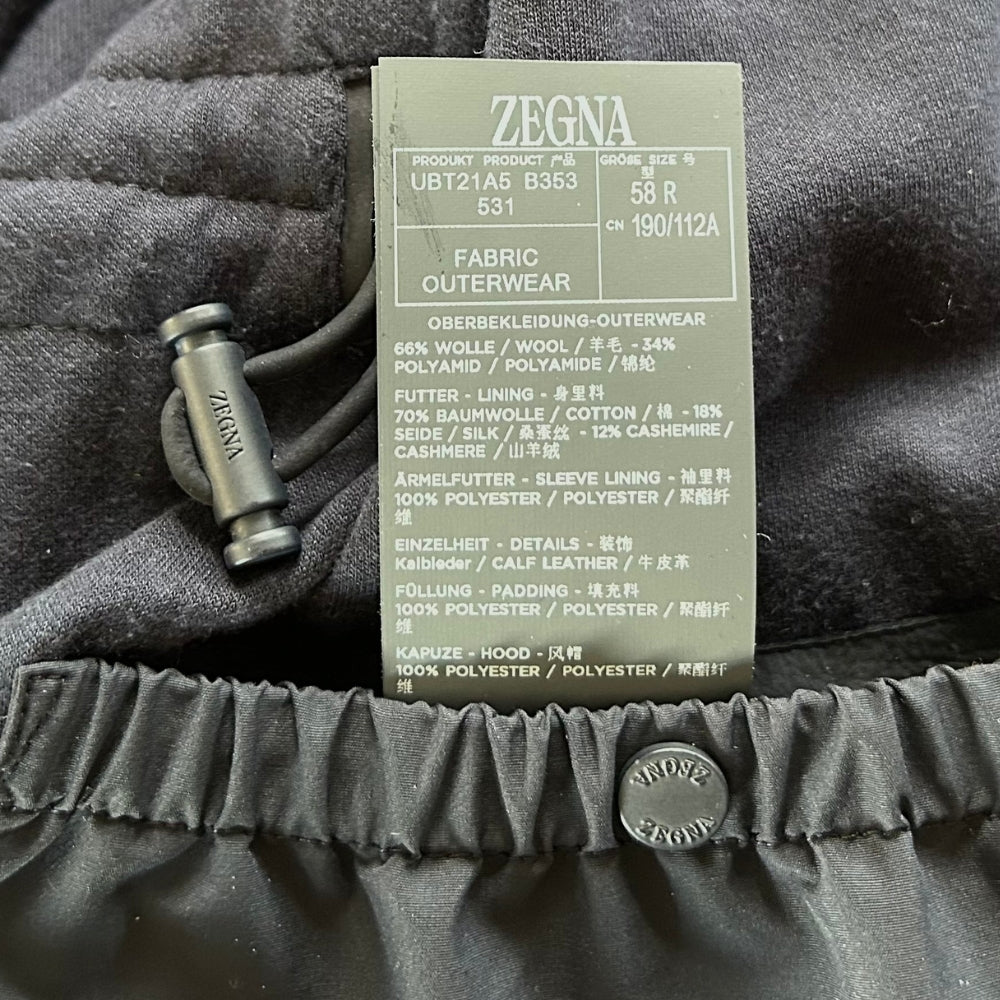 ZEGNA
PRODUKT PRODUCT 产品
UBT21A5 B353
531
GRÖßE SIZE 号
型
58 R
CN 190/112A
FABRIC
OUTERWEAR
OBERBEKLEIDUNG-OUTERWEAR
66% WOLLE / WOOL / 羊毛 - 34%
POLYAMID / POLYAMIDE / 锦纶
FUTTER - LINING - 身里料
70% BAUMWOLLE / COTTON / 棉 - 18%
SEIDE / SILK / 桑蚕丝 - 12% CASHEMIRE /
CASHMERE / 山羊绒
ÄRMELFUTTER - SLEEVE LINING - 袖里料
100% POLYESTER / POLYESTER / 聚酯纤
维
EINZELHEIT - DETAILS - 装饰
Kalbleder / CALF LEATHER / 牛皮革
FÜLLUNG - PADDING - 填充料
100% POLYESTER / POLYESTER / 聚酯纤
维
KAPUZE - HOOD - 风帽
100% POLYESTER / POLYESTER / 聚酯纤
维
ZEGNA
ZEGNA
ZEGNA